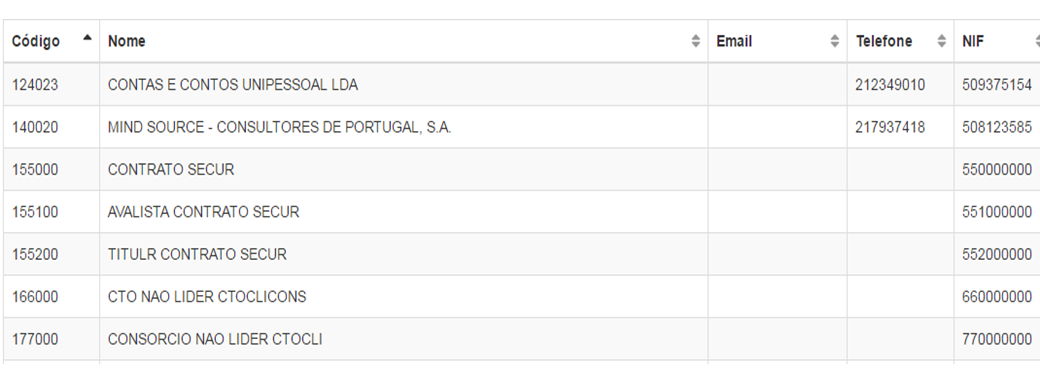 Código Nome Email Telefone NIF
124023 CONTAS E CONTOS UNIPESSOAL LDA 212349010 509375154
140020 MIND SOURCE - CONSULTORES DE PORTUGAL, S.A. 217937418 508123585
155000 CONTRATO SECUR 550000000
155100 AVALISTA CONTRATO SECUR 551000000
155200 TITULR CONTRATO SECUR 552000000
166000 CTO NAO LIDER CTOCLICONS 660000000
177000 CONSORCIO NAO LIDER CTOCLI 770000000